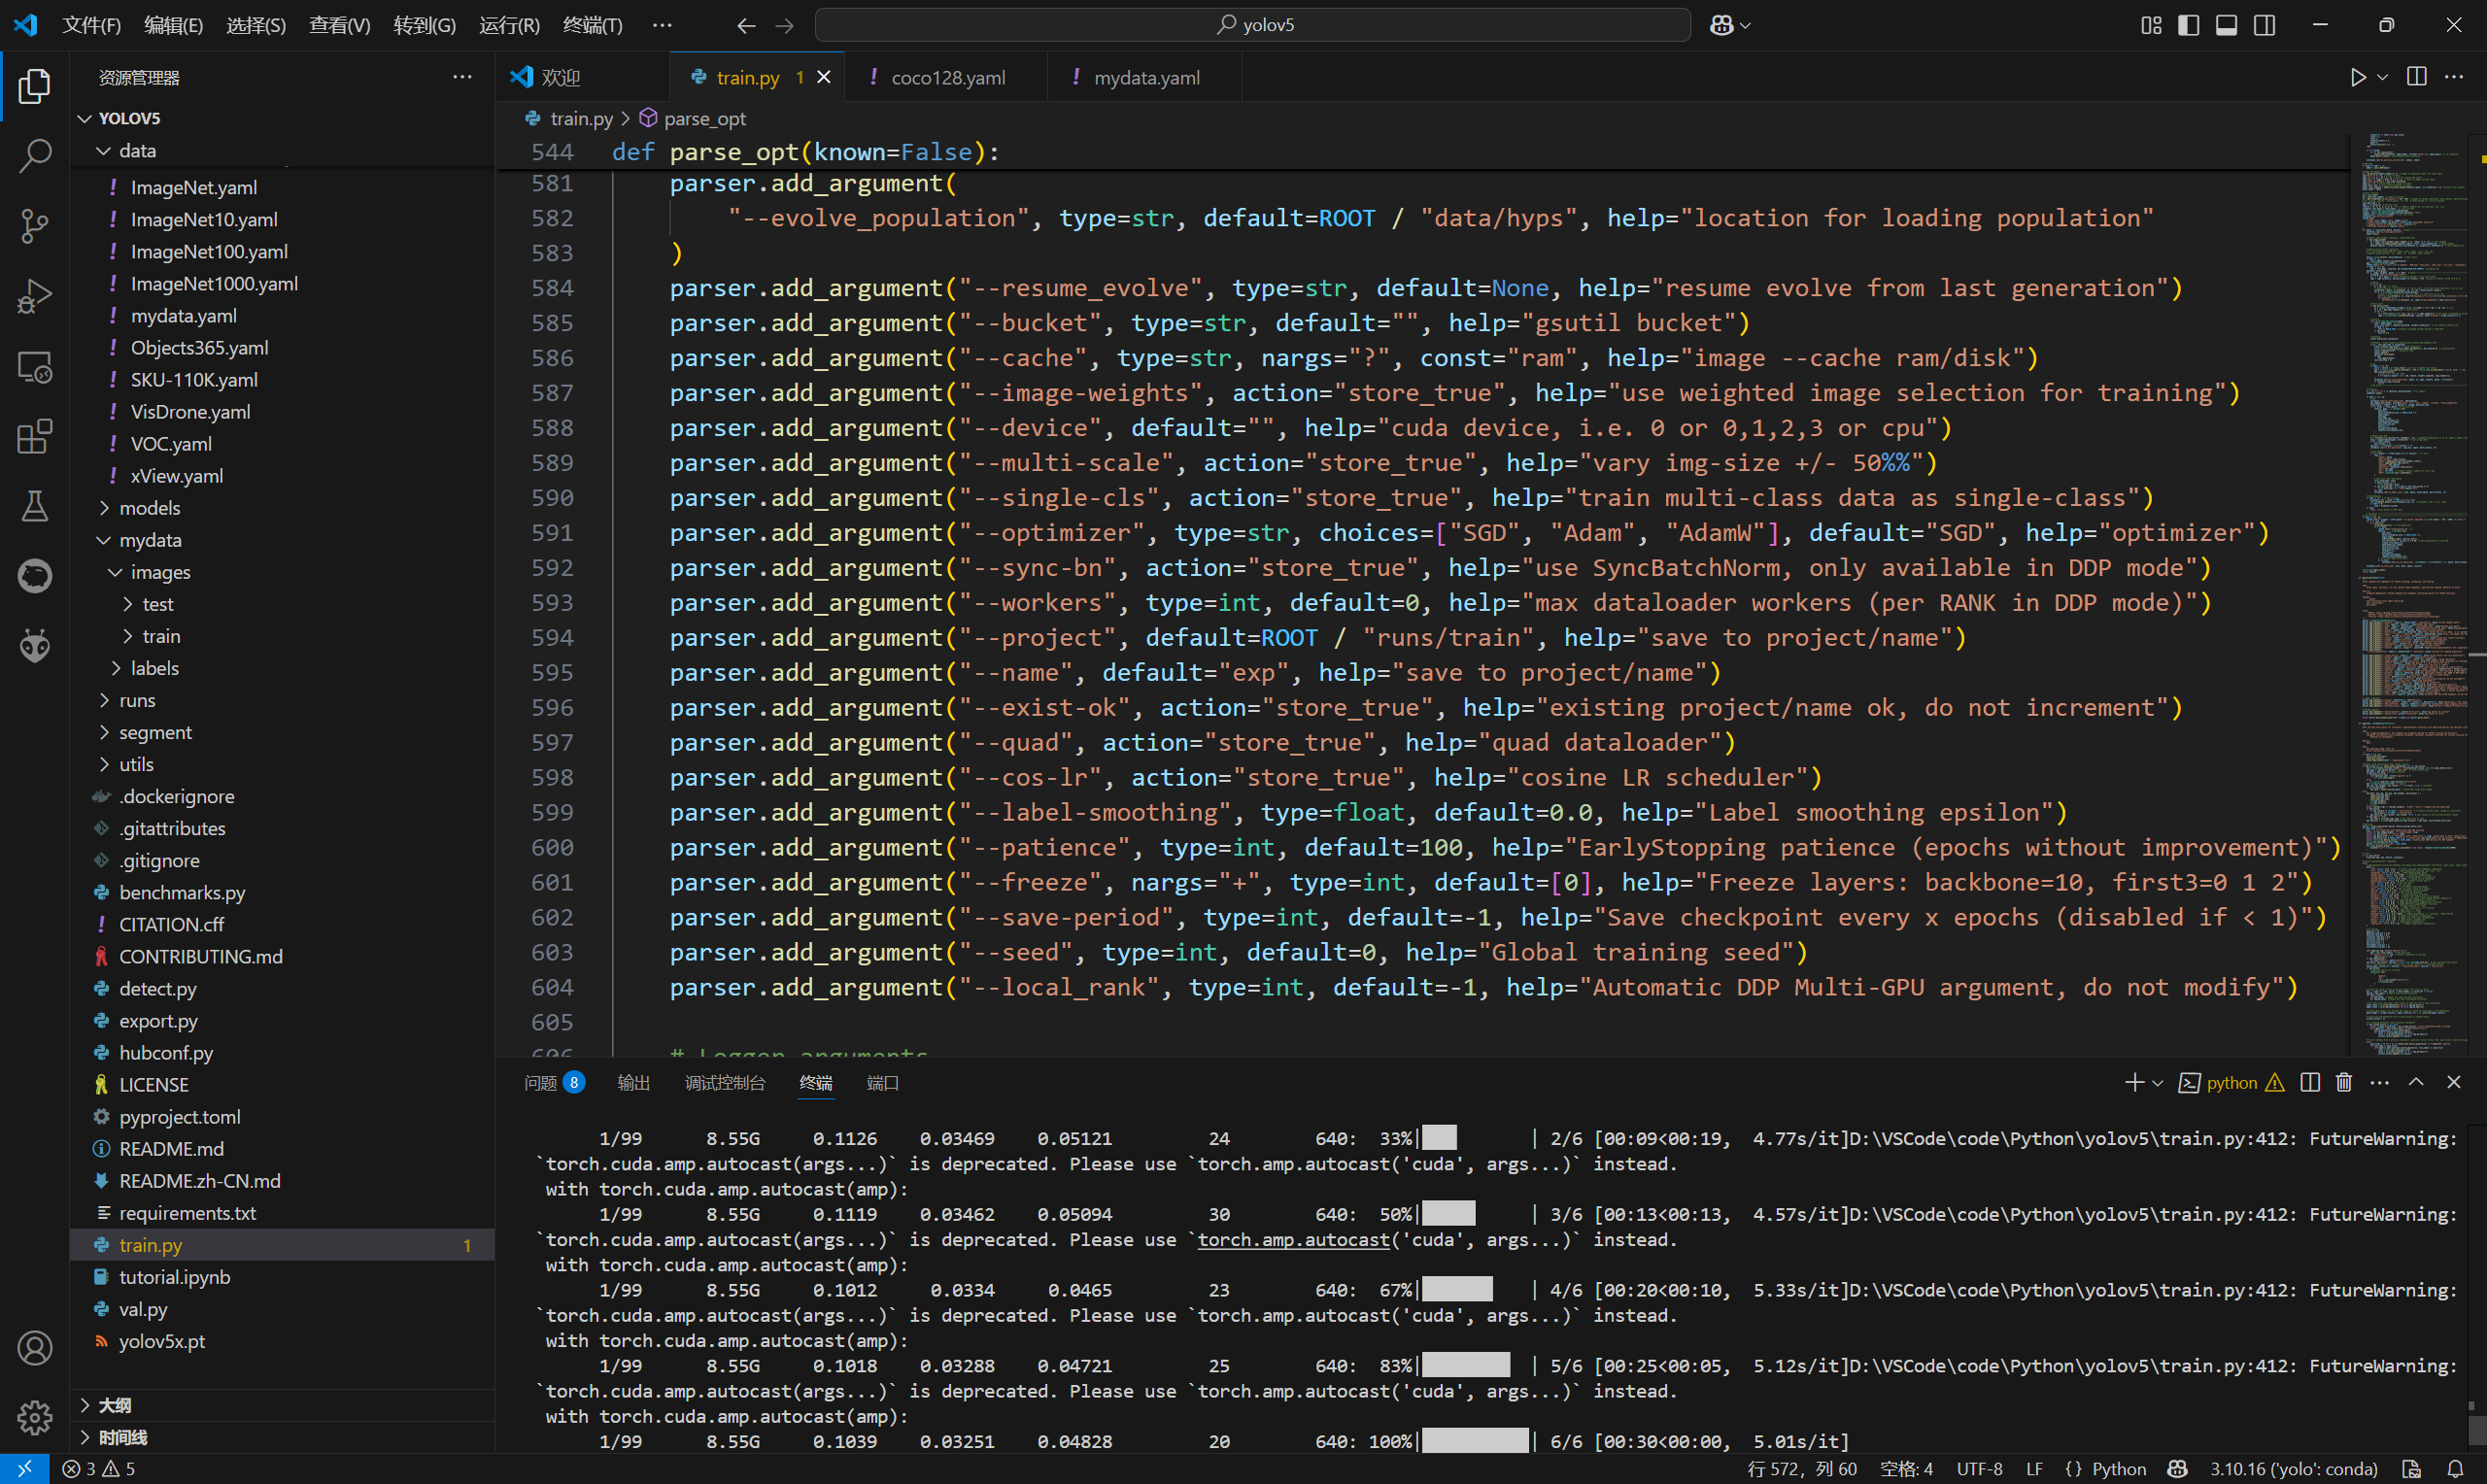 文件(F) 编辑(E) 选择(S) 查看(V) 转到(G) 运行(R) 终端(T) ··· yolov5
资源管理器
YOLOV5
data
ImageNet.yaml
ImageNet10.yaml
ImageNet100.yaml
ImageNet1000.yaml
mydata.yaml
Objects365.yaml
SKU-110K.yaml
VisDrone.yaml
VOC.yaml
xView.yaml
models
mydata
images
test
train
labels
runs
segment
utils
.dockerignore
.gitattributes
.gitignore
benchmarks.py
CITATION.cff
CONTRIBUTING.md
detect.py
export.py
hubconf.py
LICENSE
pyproject.toml
README.md
README.zh-CN.md
requirements.txt
train.py 1
tutorial.ipynb
val.py
yolov5x.pt
大纲
时间线
欢迎 train.py 1 coco128.yaml mydata.yaml
train.py > parse_opt
544 def parse_opt(known=False):
581 parser.add_argument(
582 "--evolve_population", type=str, default=ROOT / "data/hyps", help="location for loading population"
583 )
584 parser.add_argument("--resume_evolve", type=str, default=None, help="resume evolve from last generation")
585 parser.add_argument("--bucket", type=str, default="", help="gsutil bucket")
586 parser.add_argument("--cache", type=str, nargs="?", const="ram", help="image --cache ram/disk")
587 parser.add_argument("--image-weights", action="store_true", help="use weighted image selection for training")
588 parser.add_argument("--device", default="", help="cuda device, i.e. 0 or 0,1,2,3 or cpu")
589 parser.add_argument("--multi-scale", action="store_true", help="vary img-size +/- 50%%")
590 parser.add_argument("--single-cls", action="store_true", help="train multi-class data as single-class")
591 parser.add_argument("--optimizer", type=str, choices=["SGD", "Adam", "AdamW"], default="SGD", help="optimizer")
592 parser.add_argument("--sync-bn", action="store_true", help="use SyncBatchNorm, only available in DDP mode")
593 parser.add_argument("--workers", type=int, default=0, help="max dataloader workers (per RANK in DDP mode)")
594 parser.add_argument("--project", default=ROOT / "runs/train", help="save to project/name")
595 parser.add_argument("--name", default="exp", help="save to project/name")
596 parser.add_argument("--exist-ok", action="store_true", help="existing project/name ok, do not increment")
597 parser.add_argument("--quad", action="store_true", help="quad dataloader")
598 parser.add_argument("--cos-lr", action="store_true", help="cosine LR scheduler")
599 parser.add_argument("--label-smoothing", type=float, default=0.0, help="Label smoothing epsilon")
600 parser.add_argument("--patience", type=int, default=100, help="EarlyStopping patience (epochs without improvement)")
601 parser.add_argument("--freeze", nargs="+", type=int, default=[0], help="Freeze layers: backbone=10, first3=0 1 2")
602 parser.add_argument("--save-period", type=int, default=-1, help="Save checkpoint every x epochs (disabled if < 1)")
603 parser.add_argument("--seed", type=int, default=0, help="Global training seed")
604 parser.add_argument("--local_rank", type=int, default=-1, help="Automatic DDP Multi-GPU argument, do not modify")
605
606 # Logger arguments
问题 8 输出 调试控制台 终端 端口 python
1/99 8.55G 0.1126 0.03469 0.05121 24 640: 33%| | 2/6 [00:09<00:19, 4.77s/it]D:\VSCode\code\Python\yolov5\train.py:412: FutureWarning:
`torch.cuda.amp.autocast(args...)` is deprecated. Please use `torch.amp.autocast('cuda', args...)` instead.
with torch.cuda.amp.autocast(amp):
1/99 8.55G 0.1119 0.03462 0.05094 30 640: 50%| | 3/6 [00:13<00:13, 4.57s/it]D:\VSCode\code\Python\yolov5\train.py:412: FutureWarning:
`torch.cuda.amp.autocast(args...)` is deprecated. Please use `torch.amp.autocast('cuda', args...)` instead.
with torch.cuda.amp.autocast(amp):
1/99 8.55G 0.1012 0.0334 0.0465 23 640: 67%| | 4/6 [00:20<00:10, 5.33s/it]D:\VSCode\code\Python\yolov5\train.py:412: FutureWarning:
`torch.cuda.amp.autocast(args...)` is deprecated. Please use `torch.amp.autocast('cuda', args...)` instead.
with torch.cuda.amp.autocast(amp):
1/99 8.55G 0.1018 0.03288 0.04721 25 640: 83%| | 5/6 [00:25<00:05, 5.12s/it]D:\VSCode\code\Python\yolov5\train.py:412: FutureWarning:
`torch.cuda.amp.autocast(args...)` is deprecated. Please use `torch.amp.autocast('cuda', args...)` instead.
with torch.cuda.amp.autocast(amp):
1/99 8.55G 0.1039 0.03251 0.04828 20 640: 100%| | 6/6 [00:30<00:00, 5.01s/it]
3 5 行 572，列 60 空格: 4 UTF-8 LF {} Python 3.10.16 ('yolo': conda)